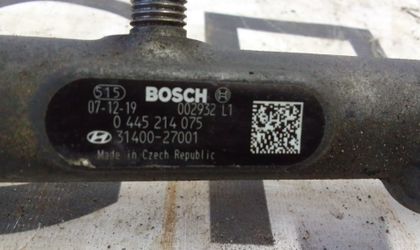 515 BOSCH
07-12-19 002932 L1
0 445 214 075
31400-27001
Made in Czech Republic